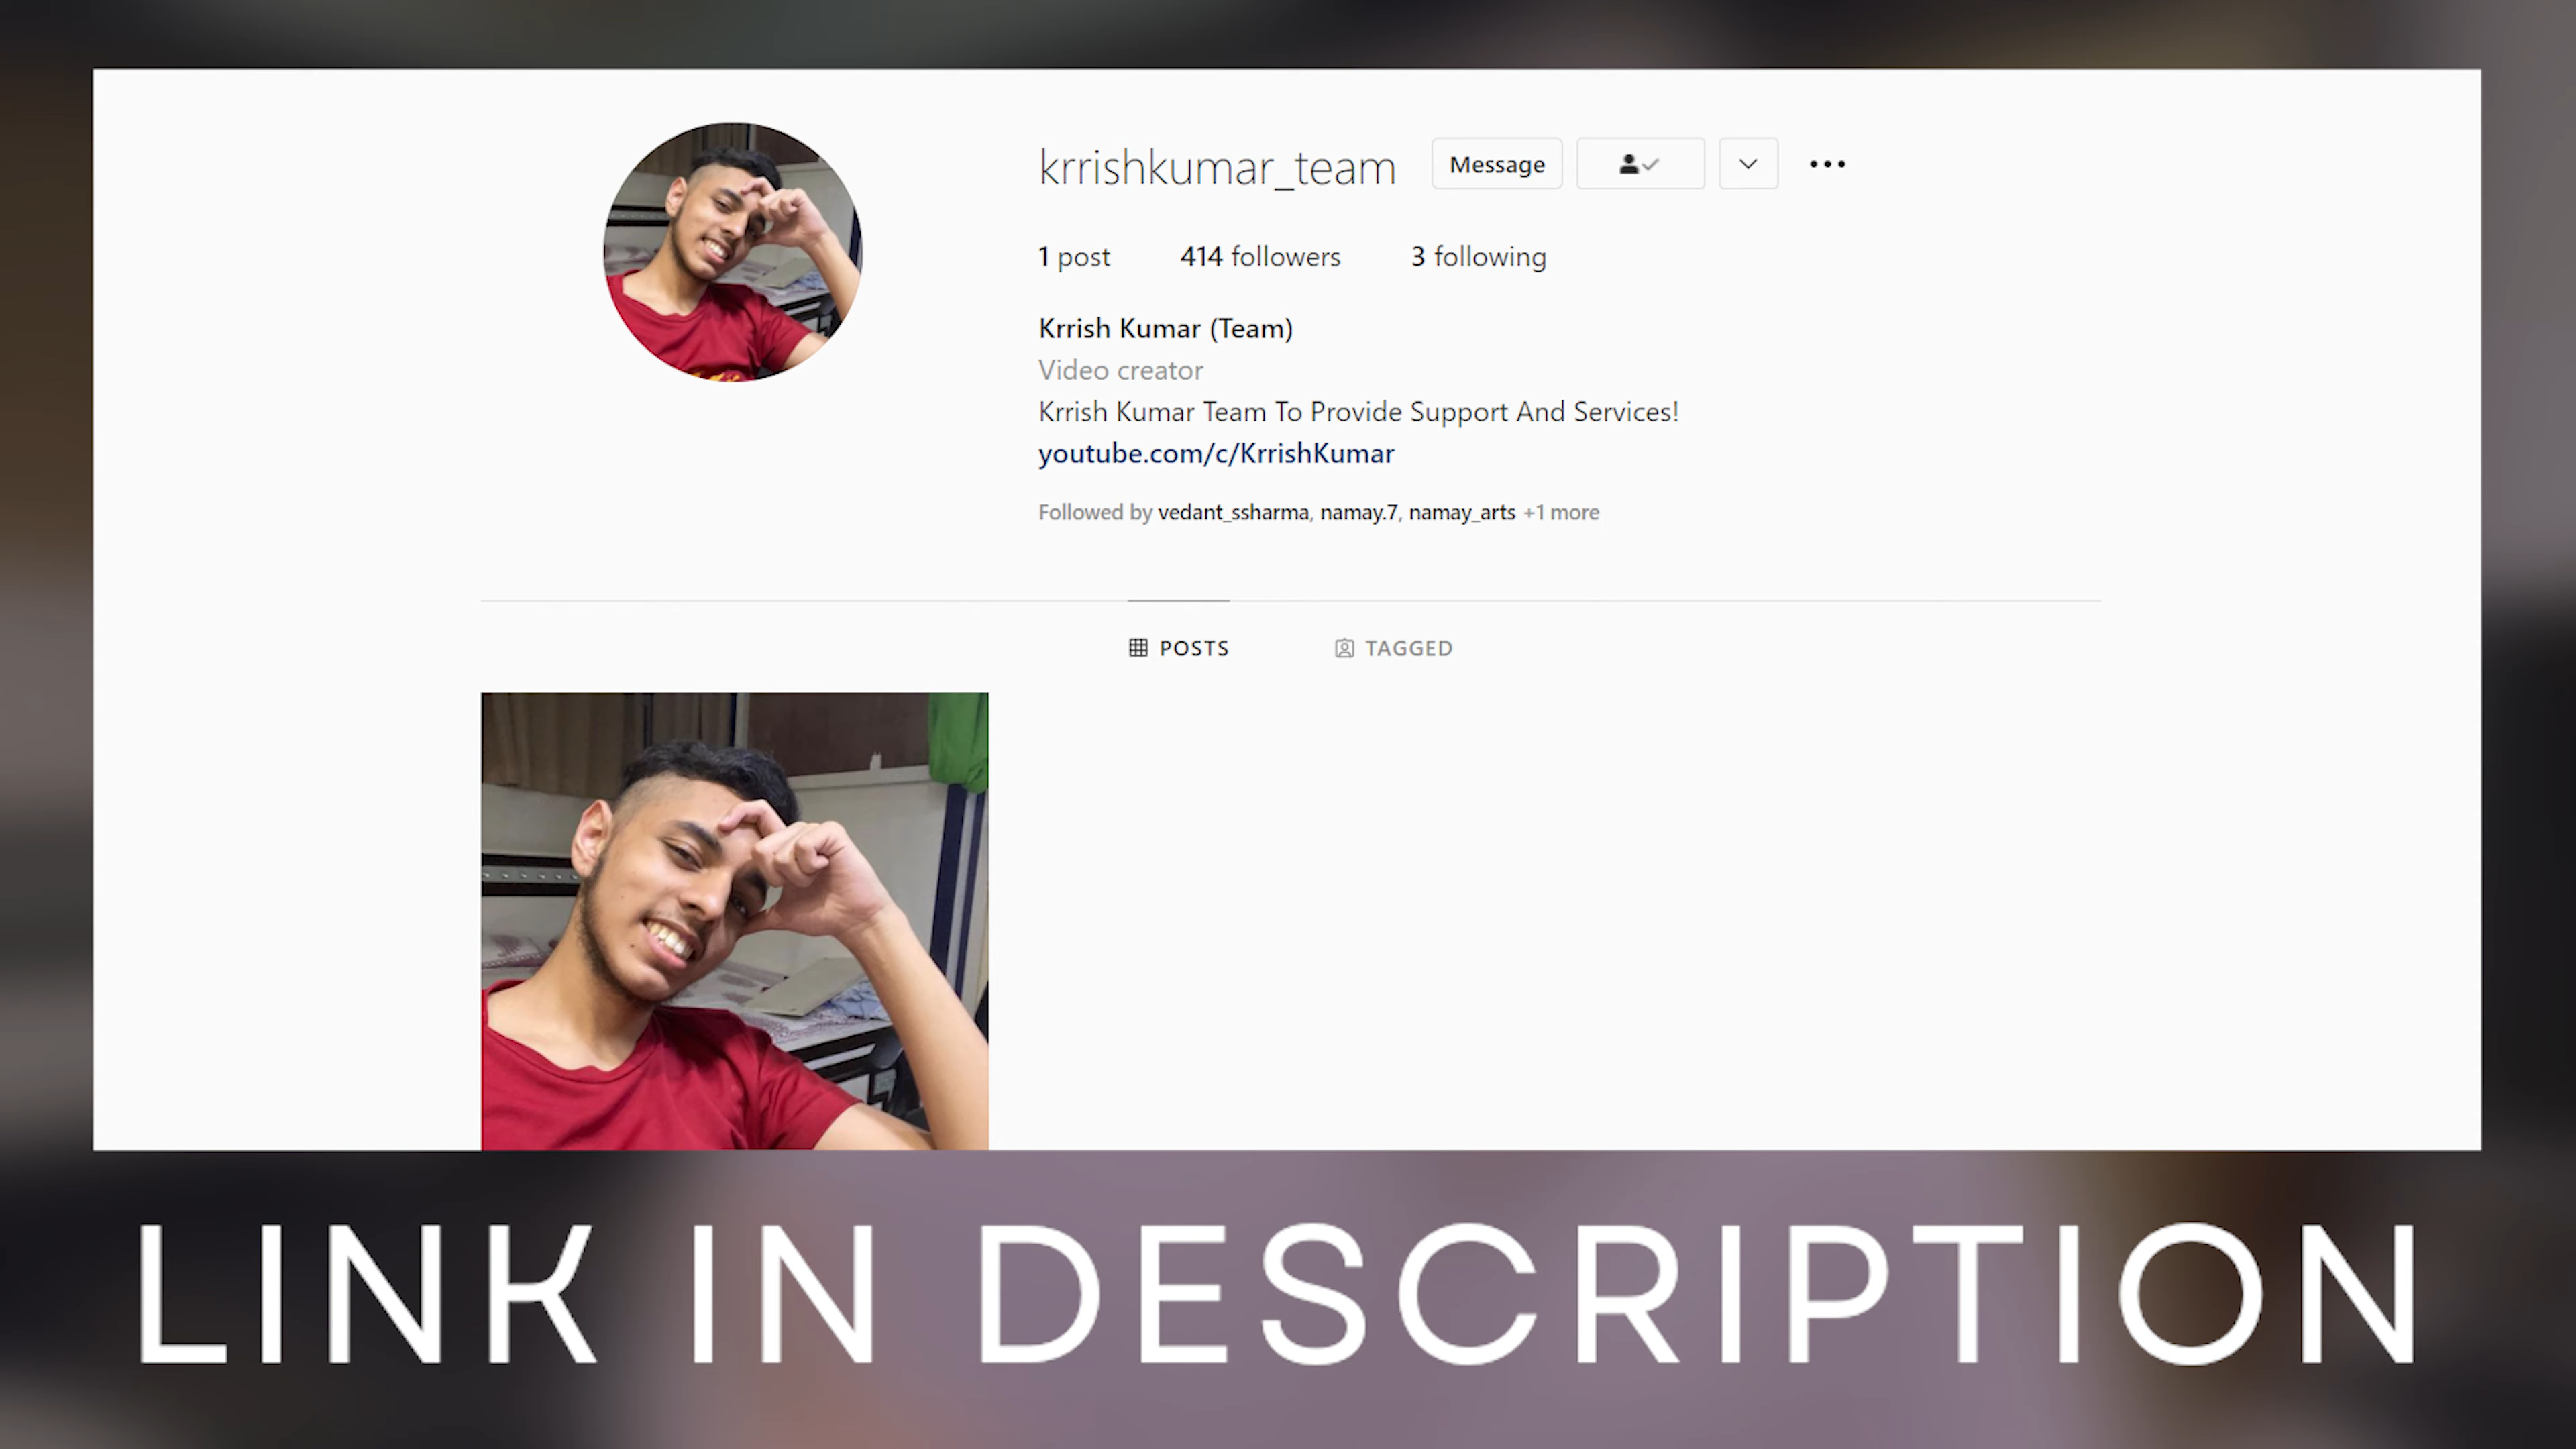 krrishkumar_team Message
1 post 414 followers 3 following
Krrish Kumar (Team)
Video creator
Krrish Kumar Team To Provide Support And Services!
youtube.com/c/KrrishKumar
Followed by vedant_ssharma, namay.7, namay_arts +1 more
POSTS TAGGED
LINK IN DESCRIPTION